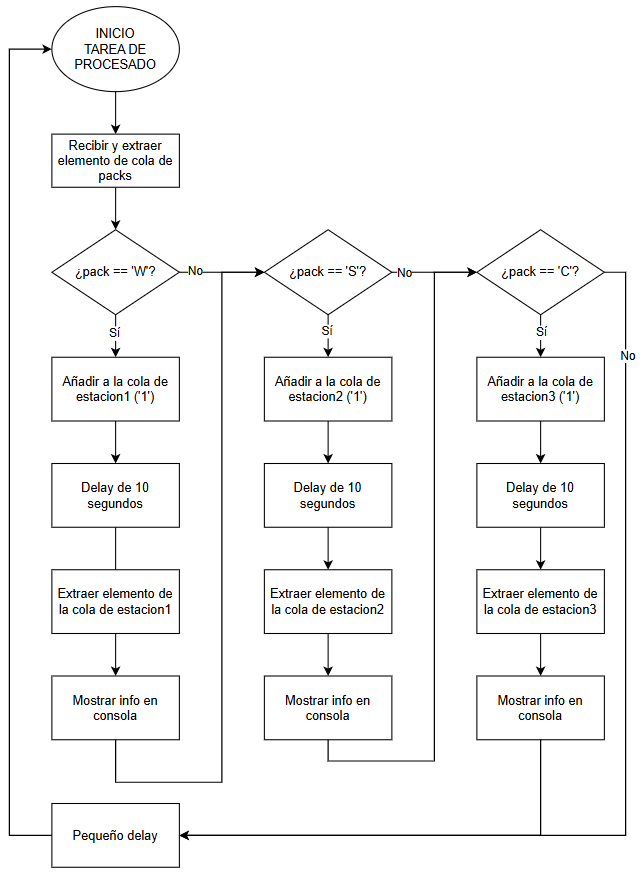 INICIO
TAREA DE
PROCESADO
Recibir y extraer
elemento de cola de
packs
¿pack == 'W'?
No
¿pack == 'S'?
No
¿pack == 'C'?
No
Sí
Sí
Sí
Añadir a la cola de
estacion1 ('1')
Añadir a la cola de
estacion2 ('1')
Añadir a la cola de
estacion3 ('1')
Delay de 10
segundos
Delay de 10
segundos
Delay de 10
segundos
Extraer elemento de
la cola de estacion1
Extraer elemento de
la cola de estacion2
Extraer elemento de
la cola de estacion3
Mostrar info en
consola
Mostrar info en
consola
Mostrar info en
consola
Pequeño delay